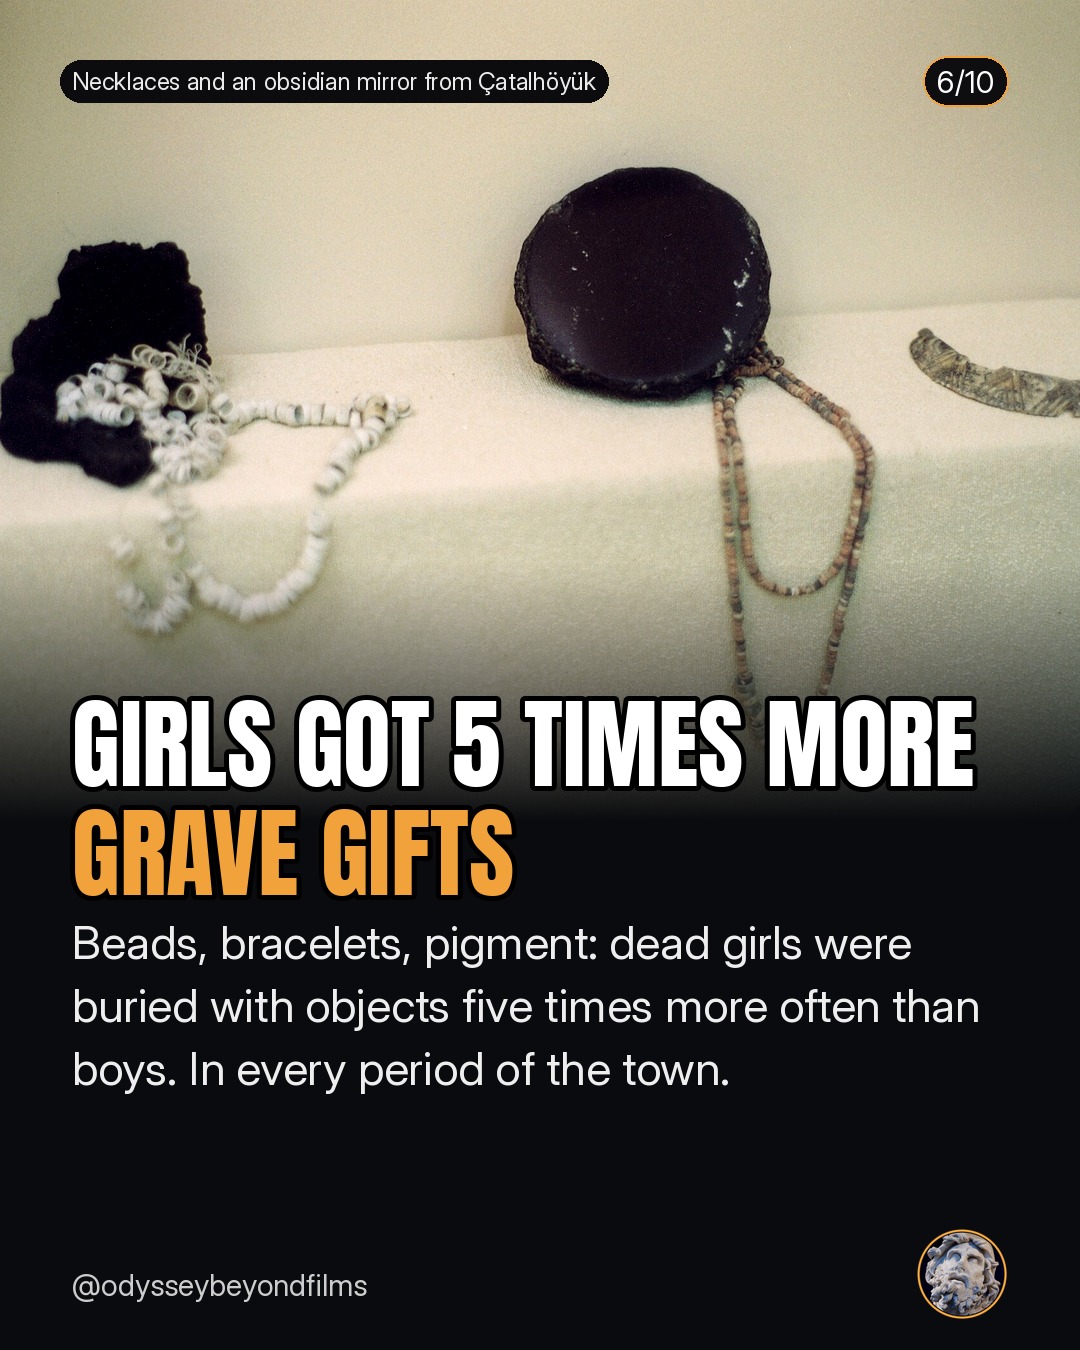 Necklaces and an obsidian mirror from Çatalhöyük
6/10
GIRLS GOT 5 TIMES MORE
GRAVE GIFTS
Beads, bracelets, pigment: dead girls were
buried with objects five times more often than
boys. In every period of the town.
@odysseybeyondfilms